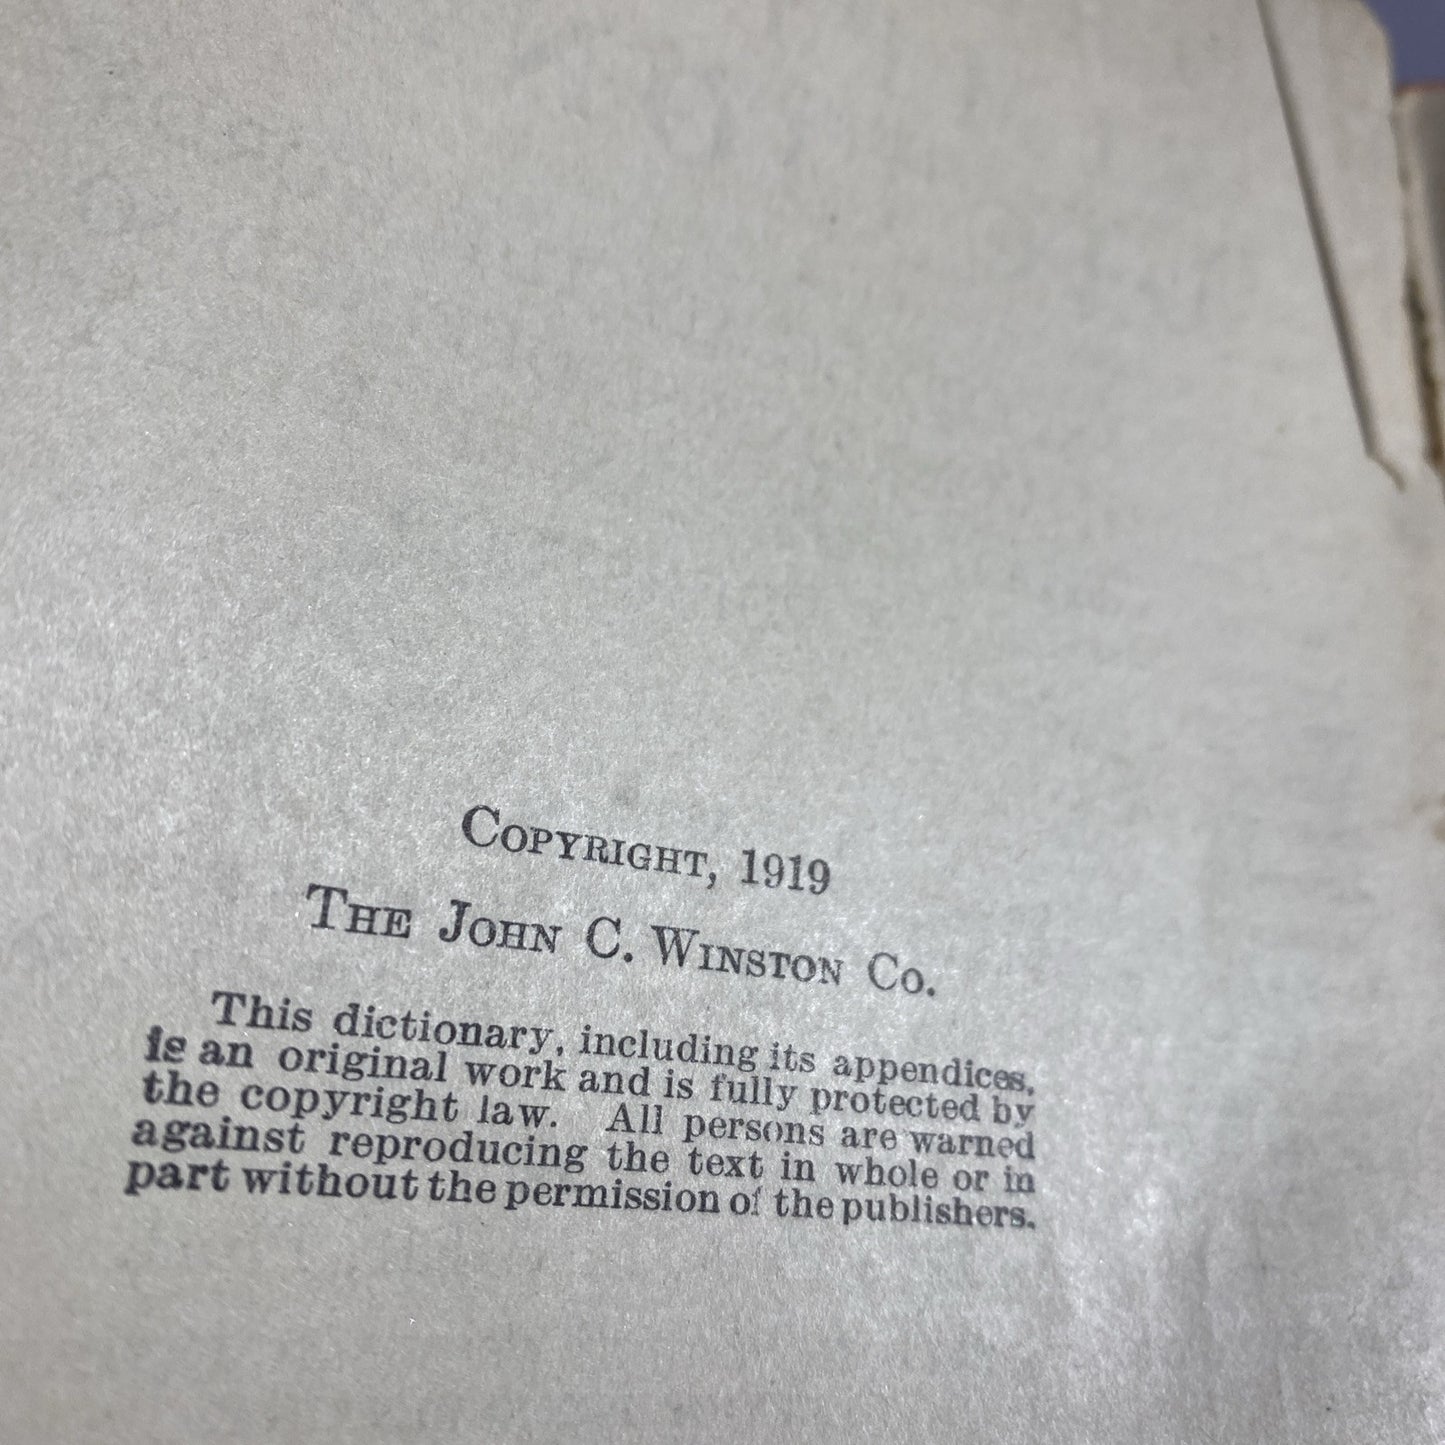 COPYRIGHT, 1919
THE JOHN C. WINSTON CO.
This dictionary, including its appendices,
is an original work and is fully protected by
the copyright law. All persons are warned
against reproducing the text in whole or in
part without the permission of the publishers.